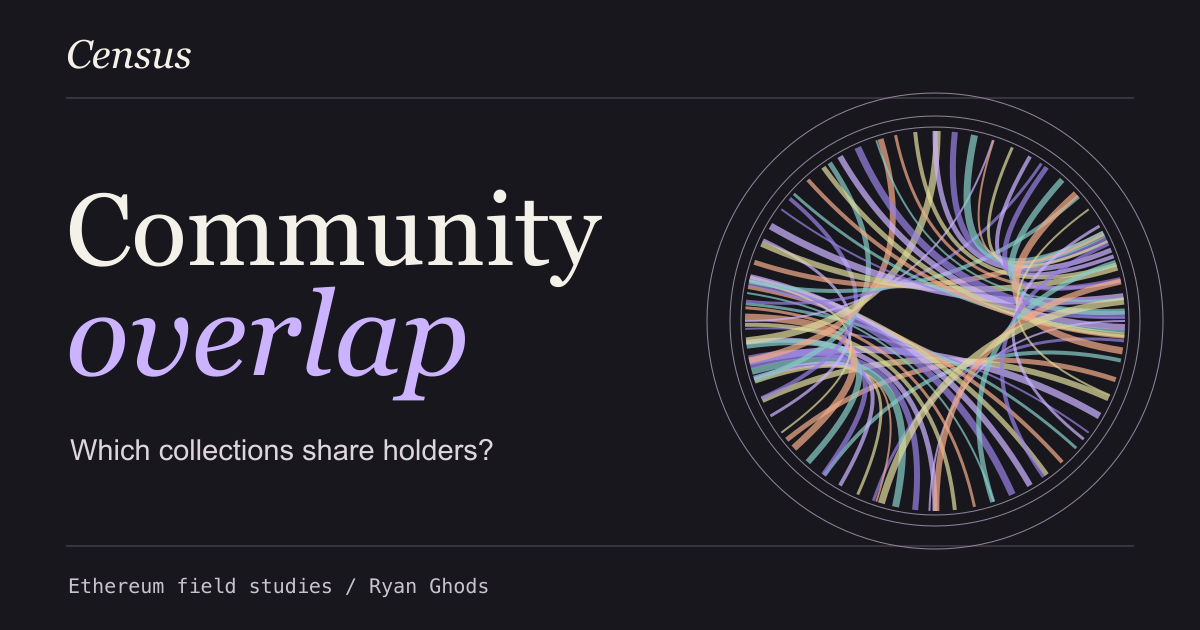 Census
Community
overlap
Which collections share holders?
Ethereum field studies / Ryan Ghods